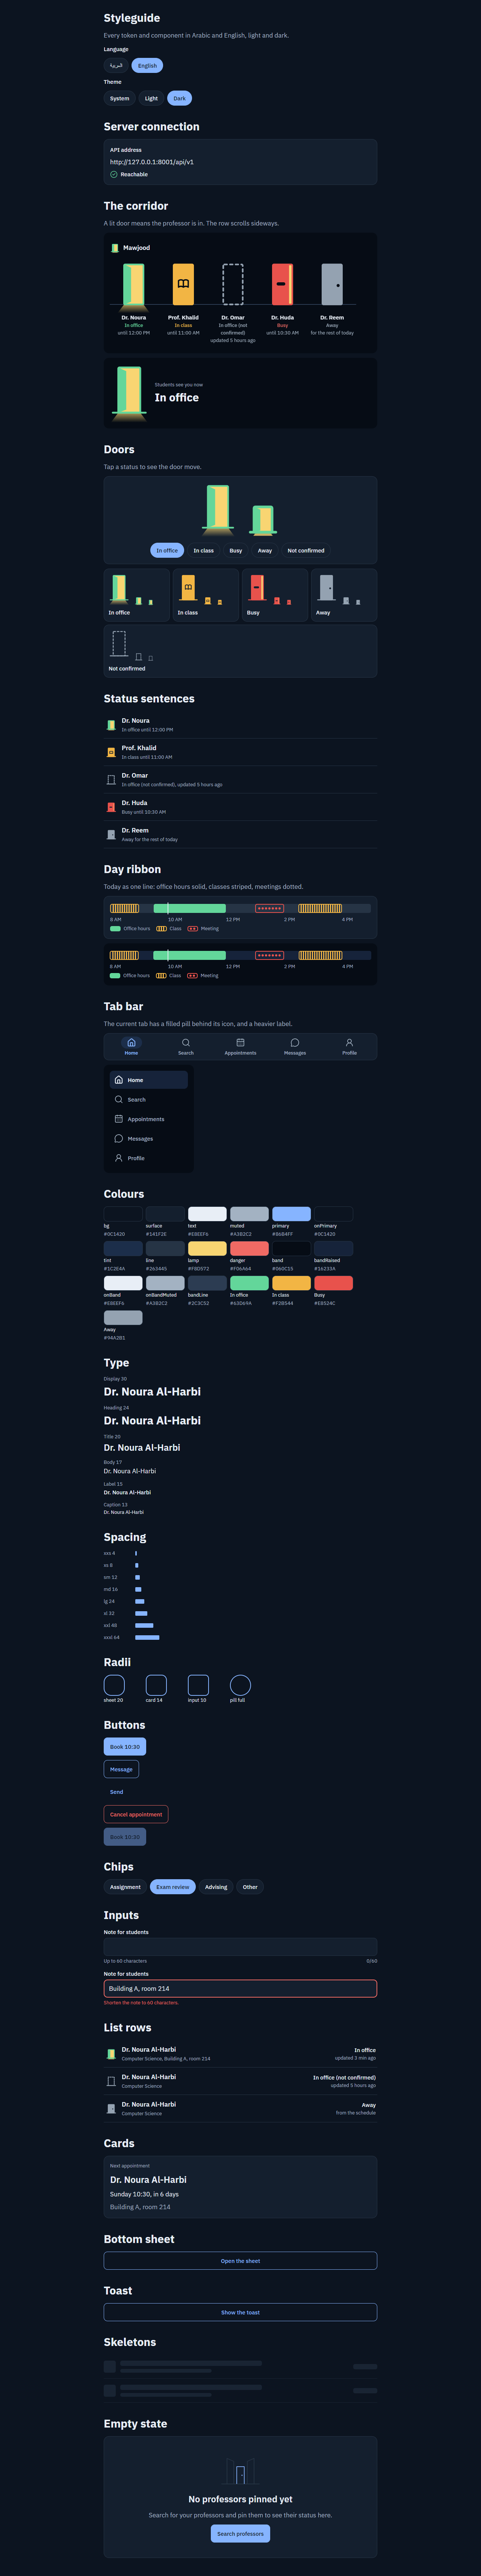 Styleguide
Every token and component in Arabic and English, light and dark.
Language
العربية
English
Theme
System
Light
Dark
Server connection
API address
http://127.0.0.1:8001/api/v1
Reachable
The corridor
A lit door means the professor is in. The row scrolls sideways.
Mawjood
Dr. Noura
In office
until 12:00 PM
Prof. Khalid
In class
until 11:00 AM
Dr. Omar
In office (not
confirmed)
updated 5 hours ago
Dr. Huda
Busy
until 10:30 AM
Dr. Reem
Away
for the rest of today
Students see you now
In office
Doors
Tap a status to see the door move.
In office
In class
Busy
Away
Not confirmed
In office
In class
Busy
Away
Not confirmed
Status sentences
Dr. Noura
In office until 12:00 PM
Prof. Khalid
In class until 11:00 AM
Dr. Omar
In office (not confirmed), updated 5 hours ago
Dr. Huda
Busy until 10:30 AM
Dr. Reem
Away for the rest of today
Day ribbon
Today as one line: office hours solid, classes striped, meetings dotted.
8 AM
10 AM
12 PM
2 PM
4 PM
Office hours
Class
Meeting
8 AM
10 AM
12 PM
2 PM
4 PM
Office hours
Class
Meeting
Tab bar
The current tab has a filled pill behind its icon, and a heavier label.
Home
Search
Appointments
Messages
Profile
Home
Search
Appointments
Messages
Profile
Colours
bg
#0C1420
surface
#141F2E
text
#E8EEF6
muted
#A3B2C2
primary
#86B4FF
onPrimary
#0C1420
tint
#1C2E4A
line
#263445
lamp
#F8D572
danger
#F06A64
band
#060C15
bandRaised
#16233A
onBand
#E8EEF6
onBandMuted
#A3B2C2
bandLine
#2C3C52
In office
In class
#F2B544
Busy
#E8524C
Away
#94A2B1
Type
Display 30
Dr. Noura Al-Harbi
Heading 24
Dr. Noura Al-Harbi
Title 20
Dr. Noura Al-Harbi
Body 17
Dr. Noura Al-Harbi
Label 15
Dr. Noura Al-Harbi
Caption 13
Dr. Noura Al-Harbi
Spacing
xxs 4
xs 8
sm 12
md 16
lg 24
xl 32
xxl 48
xxxl 64
Radii
sheet 20
card 14
input 10
pill full
Buttons
Book 10:30
Message
Send
Cancel appointment
Book 10:30
Chips
Assignment
Exam review
Advising
Other
Inputs
Note for students
Up to 60 characters
0/60
Note for students
Building A, room 214
Shorten the note to 60 characters.
List rows
Dr. Noura Al-Harbi
Computer Science, Building A, room 214
In office
updated 3 min ago
Dr. Noura Al-Harbi
Computer Science
In office (not confirmed)
updated 5 hours ago
Dr. Noura Al-Harbi
Computer Science
Away
from the schedule
Cards
Next appointment
Dr. Noura Al-Harbi
Sunday 10:30, in 6 days
Building A, room 214
Bottom sheet
Open the sheet
Toast
Show the toast
Skeletons
Empty state
No professors pinned yet
Search for your professors and pin them to see their status here.
Search professors